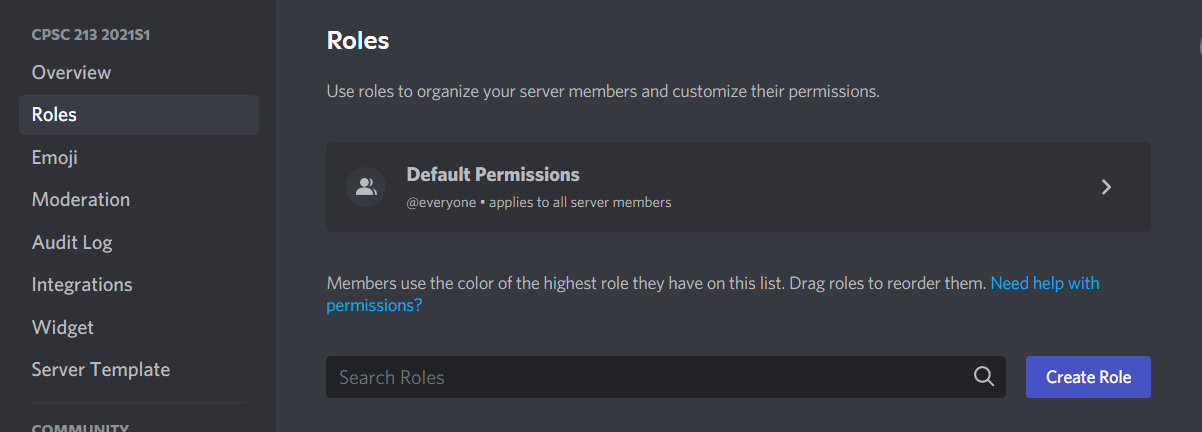 CPSC 213 2021S1
Overview
Roles
Emoji
Moderation
Audit Log
Integrations
Widget
Server Template
COMMUNITY
Roles
Use roles to organize your server members and customize their permissions.
Default Permissions
@everyone • applies to all server members
Members use the color of the highest role they have on this list. Drag roles to reorder them. Need help with
permissions?
Search Roles
Create Role